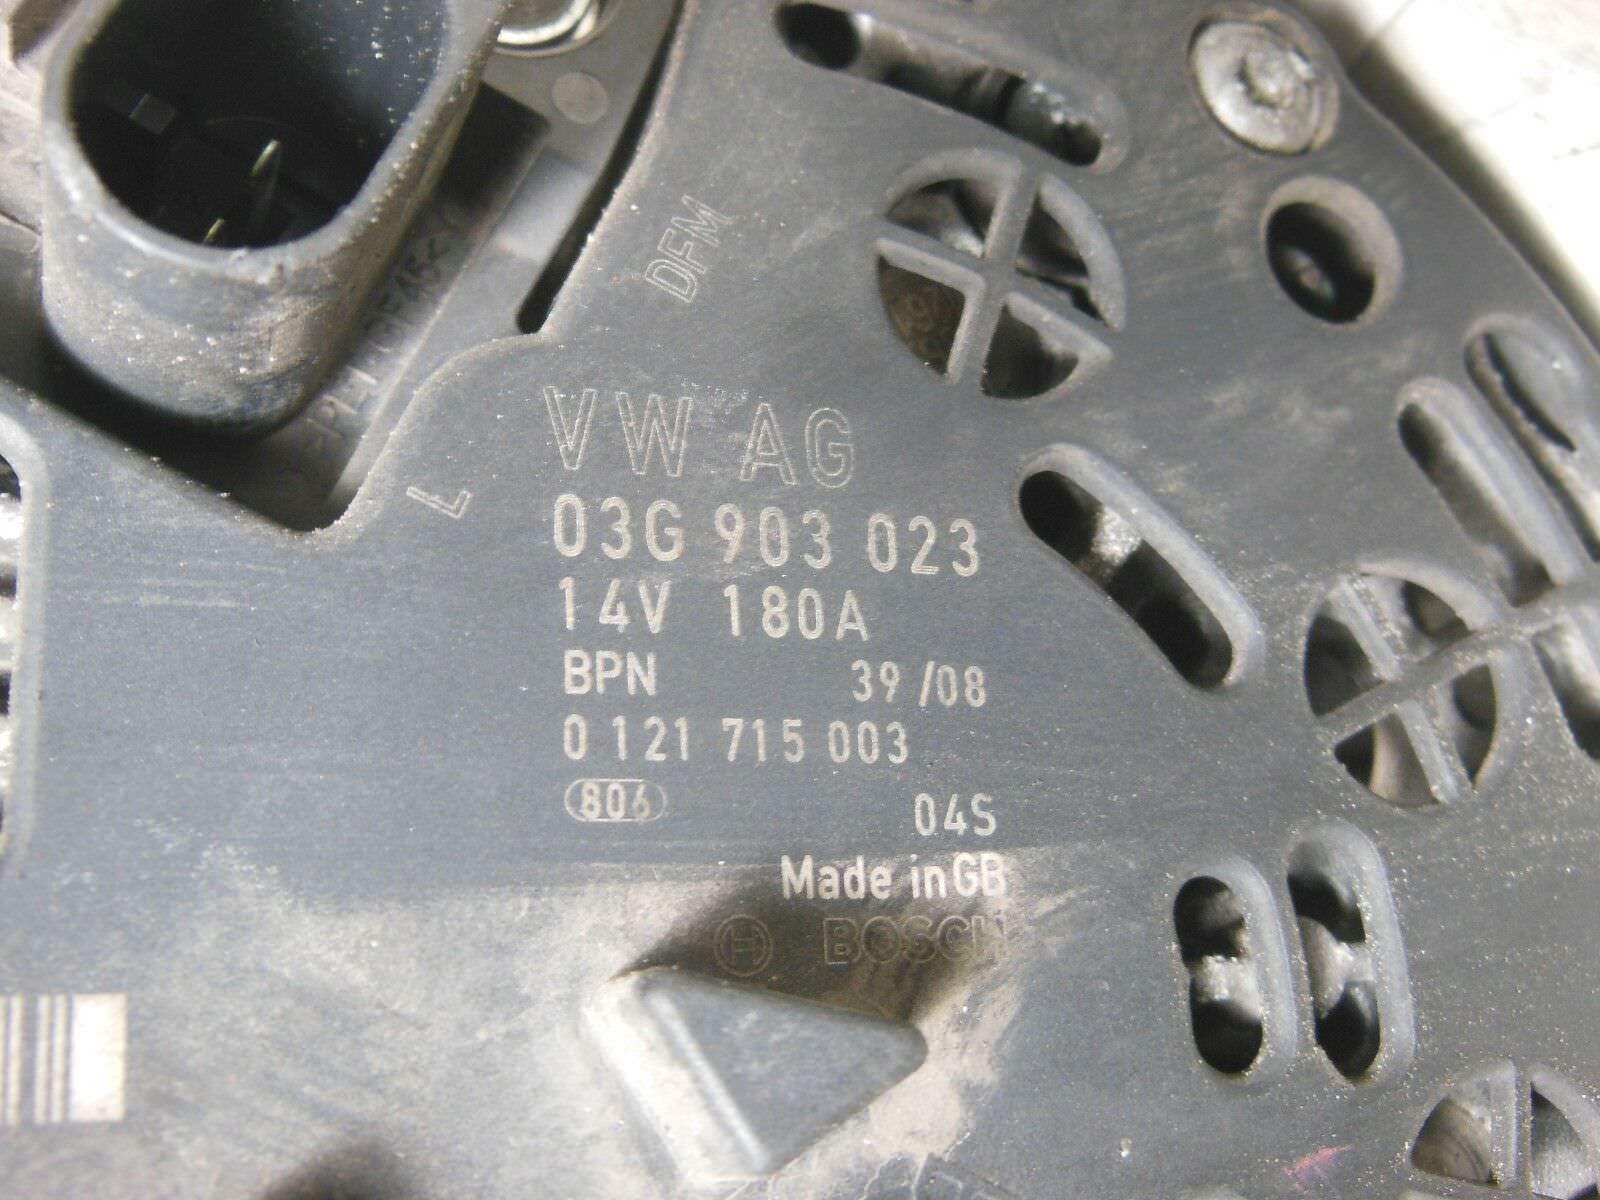 DFM
VW AG
L
03G 903 023
14V 180A
BPN 39/08
0 121 715 003
806 04S
Made in GB
BOSCH